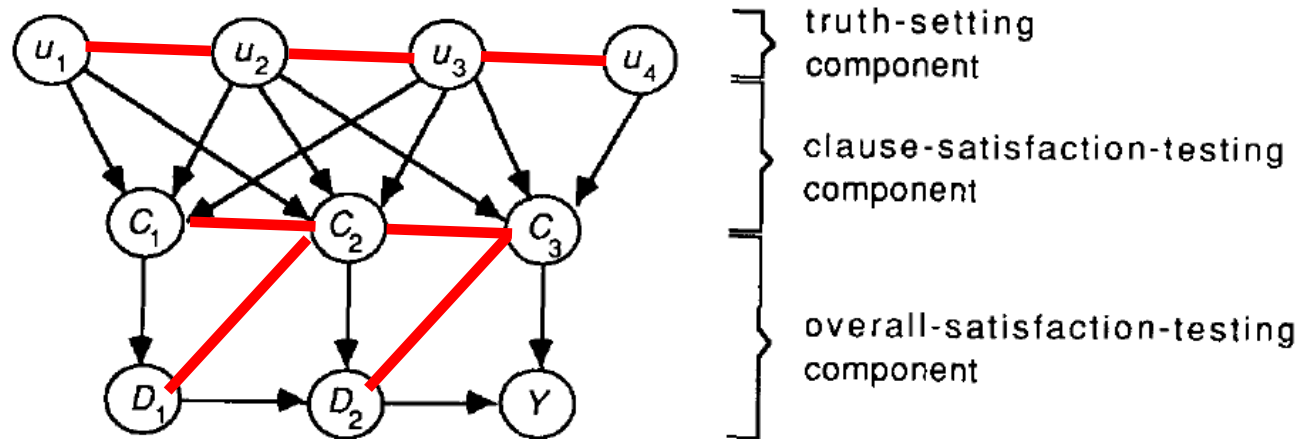 u₁ u₂ u₃ u₄
truth-setting
component
C₁ C₂ C₃
clause-satisfaction-testing
component
D₁ D₂ Y
overall-satisfaction-testing
component